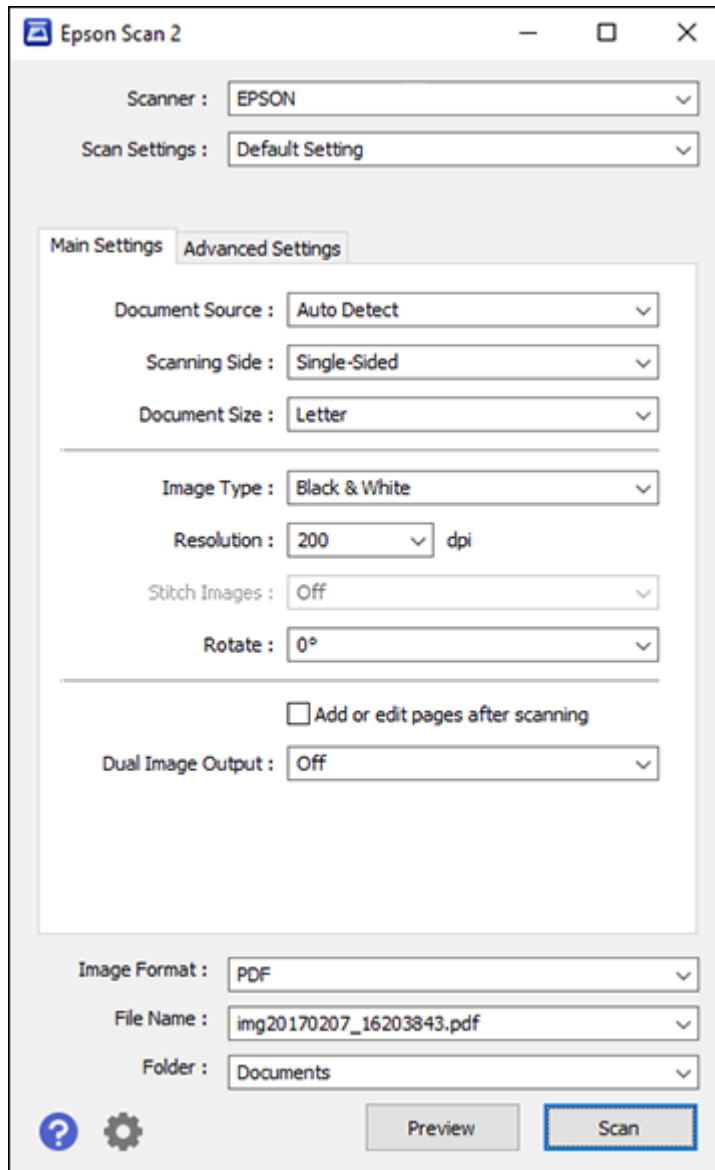 Epson Scan 2
Scanner : EPSON
Scan Settings : Default Setting
Main Settings Advanced Settings
Document Source : Auto Detect
Scanning Side : Single-Sided
Document Size : Letter
Image Type : Black & White
Resolution : 200 dpi
Stitch Images : Off
Rotate : 0°
Add or edit pages after scanning
Dual Image Output : Off
Image Format : PDF
File Name : img20170207_16203843.pdf
Folder : Documents
? Preview Scan